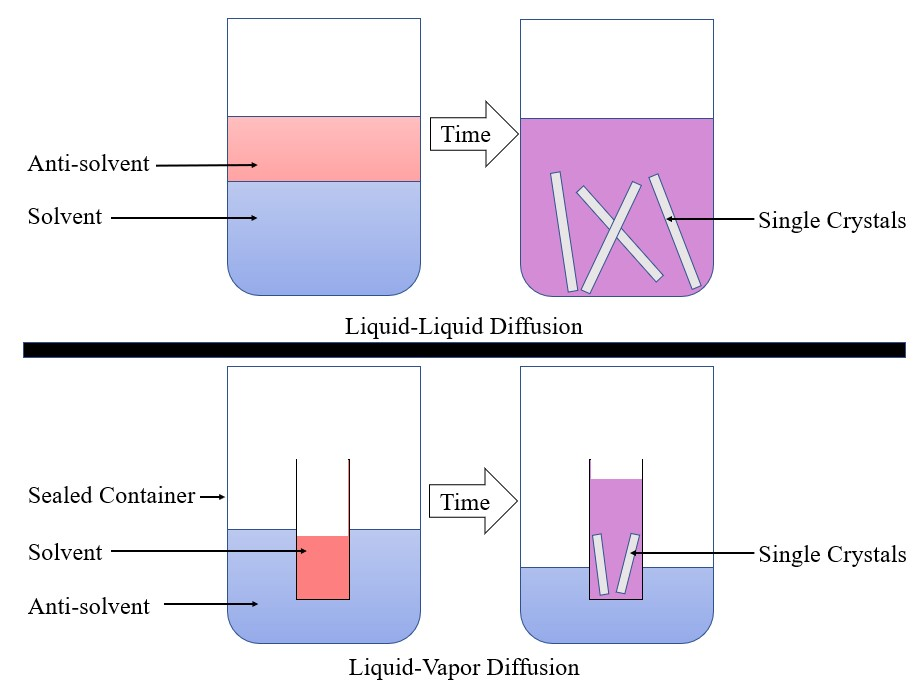 Anti-solvent
Solvent
Time
Single Crystals
Liquid-Liquid Diffusion
Sealed Container
Solvent
Anti-solvent
Time
Single Crystals
Liquid-Vapor Diffusion